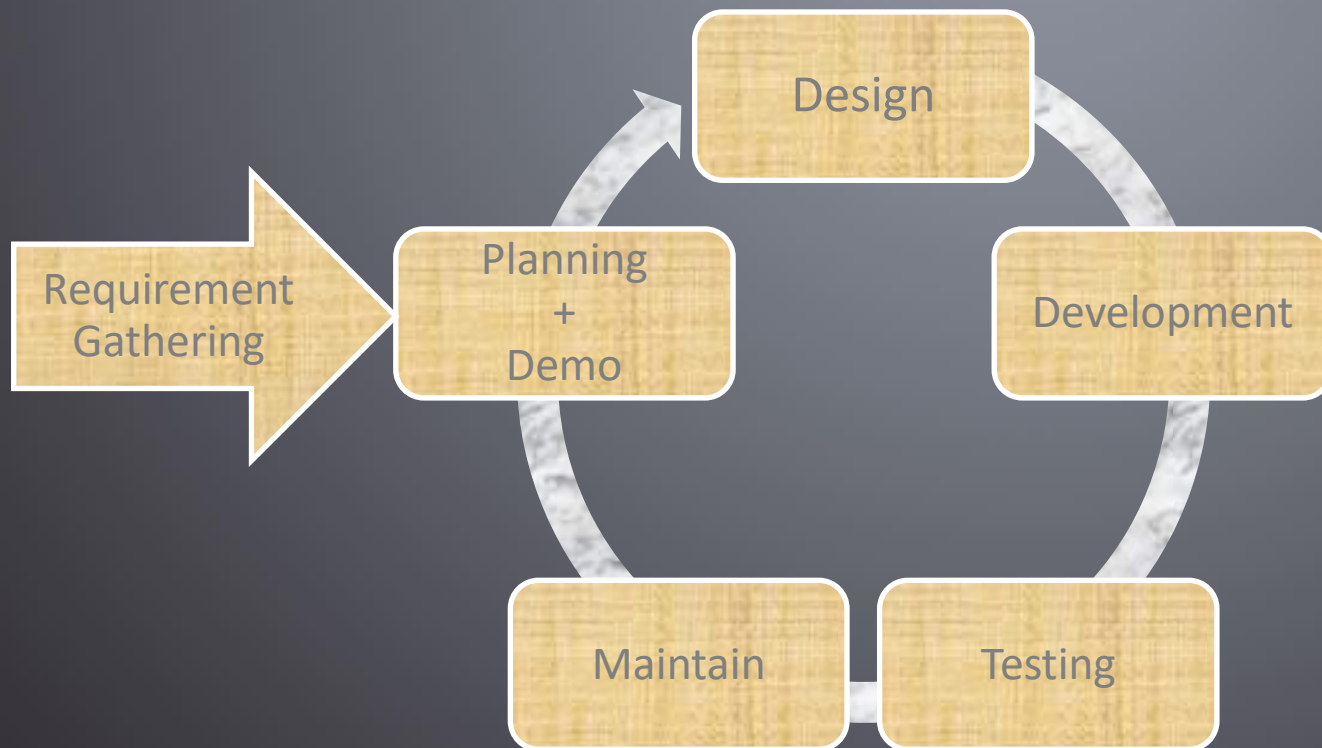 Requirement
Gathering
Planning
+
Demo
Design
Development
Testing
Maintain